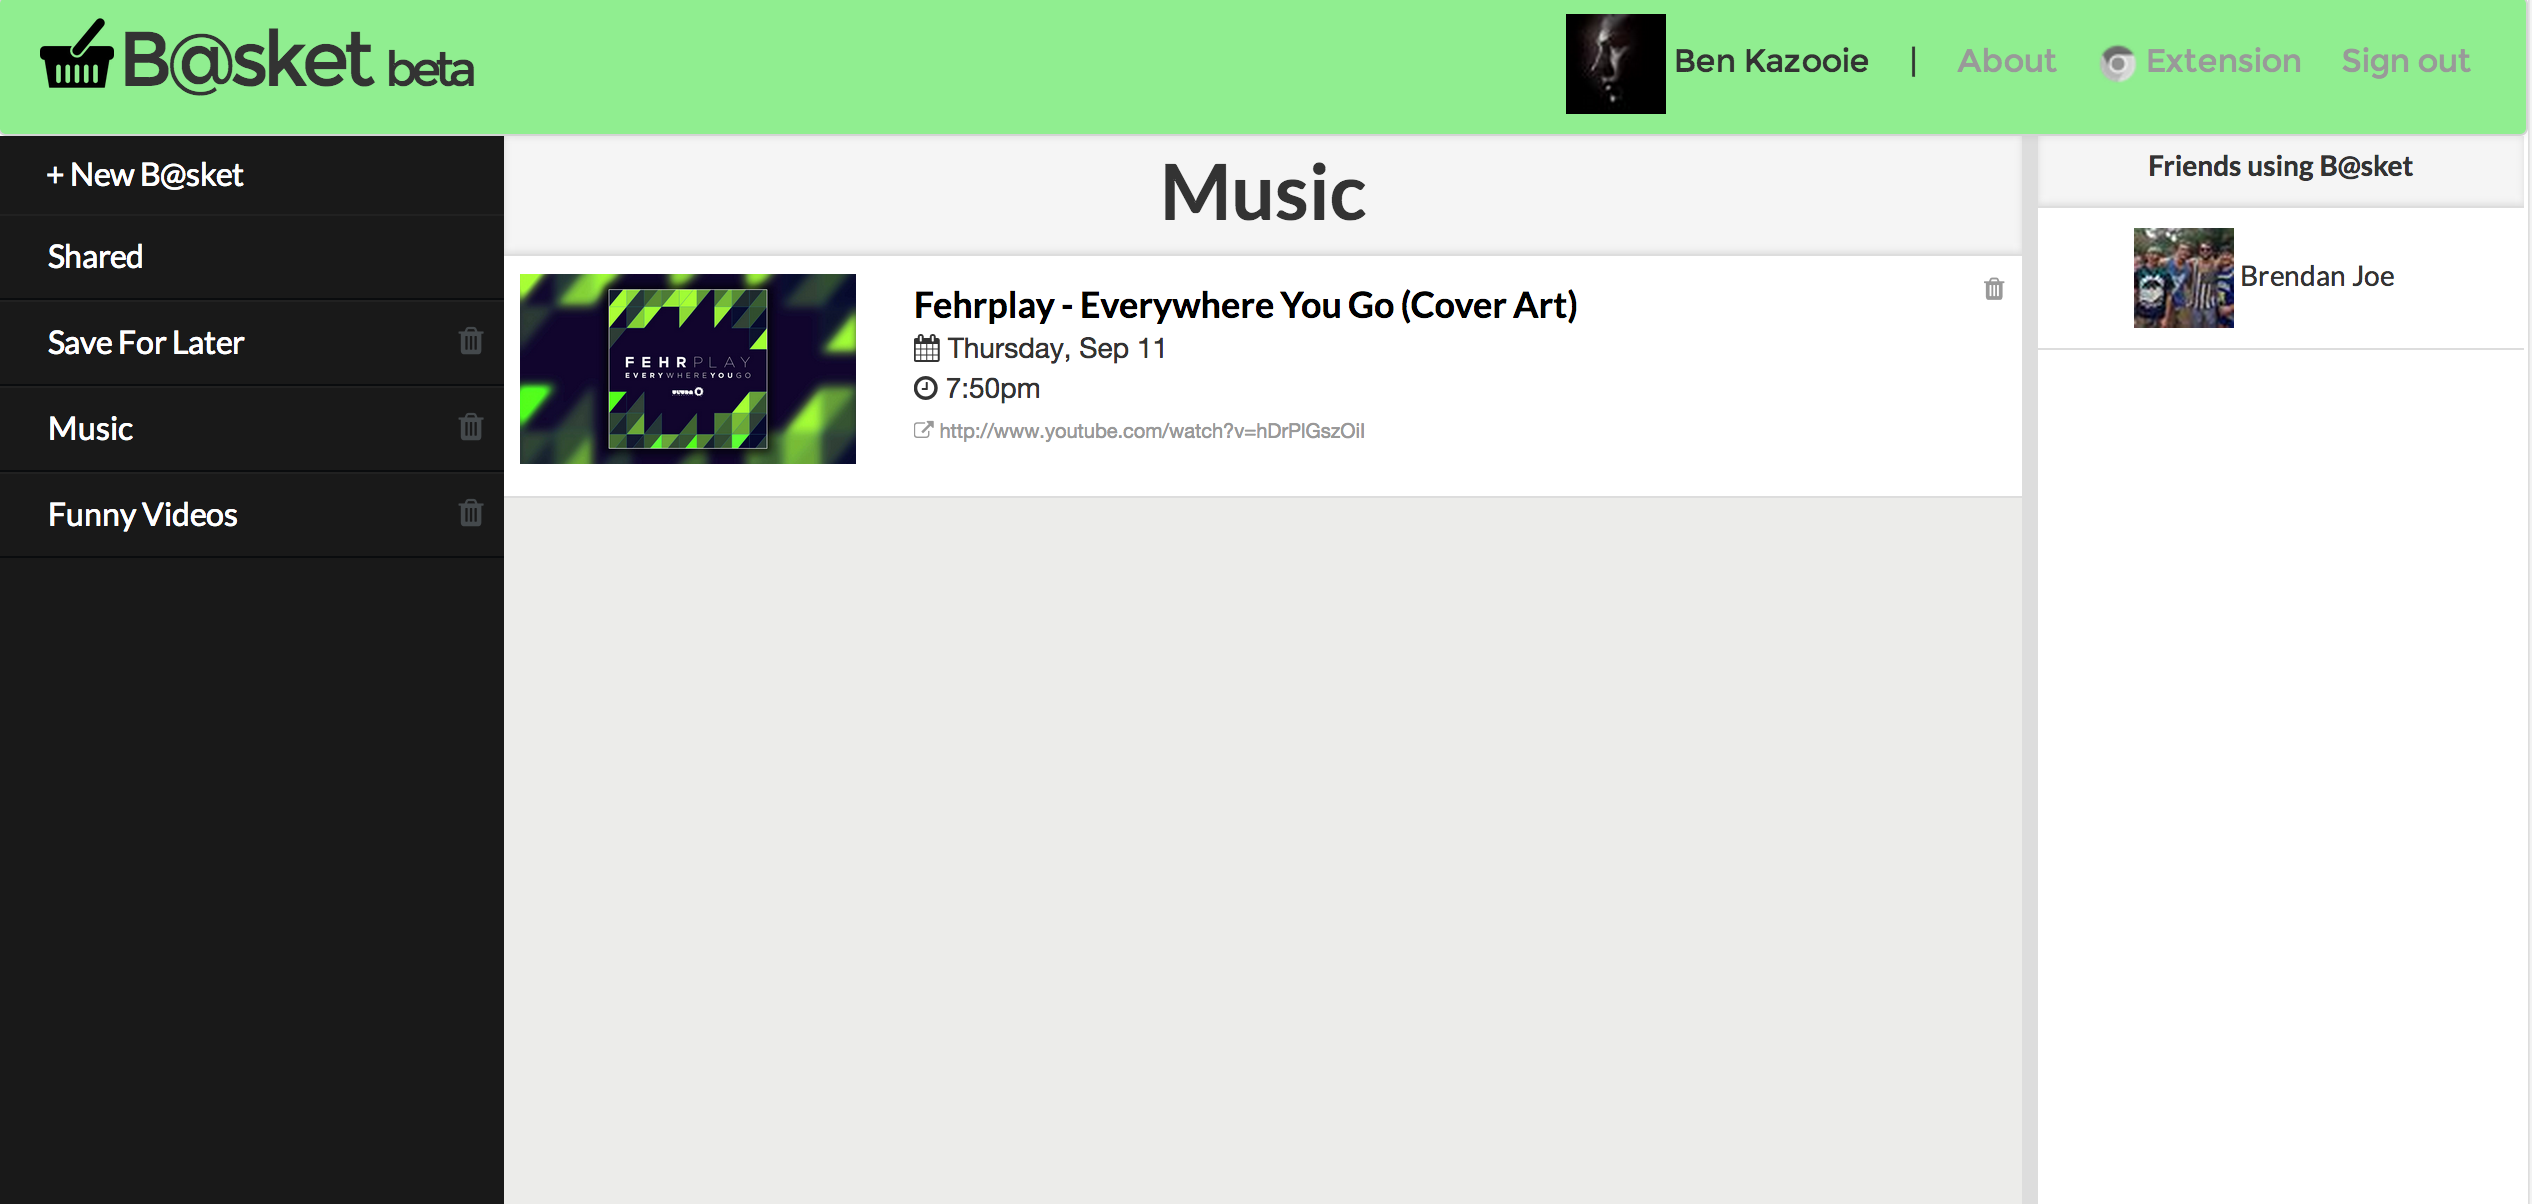 B@sket beta
Ben Kazooie | About Extension Sign out
+ New B@sket
Shared
Save For Later
Music
Funny Videos
Music
FEHRPLAY
EVERYWHEREYOUGO
Fehrplay - Everywhere You Go (Cover Art)
Thursday, Sep 11
7:50pm
http://www.youtube.com/watch?v=hDrPlGszOiI
Friends using B@sket
Brendan Joe